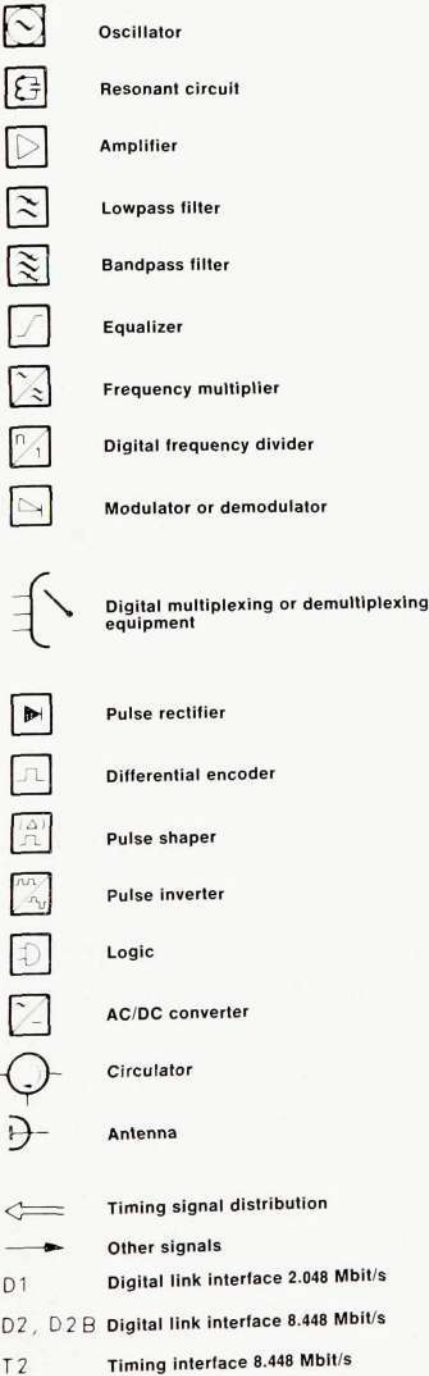 Oscillator
Resonant circuit
Amplifier
Lowpass filter
Bandpass filter
Equalizer
Frequency multiplier
n 1 Digital frequency divider
Modulator or demodulator
Digital multiplexing or demultiplexing
equipment
Pulse rectifier
Differential encoder
(Δ) Pulse shaper
Pulse inverter
Logic
AC/DC converter
Circulator
Antenna
Timing signal distribution
Other signals
D1 Digital link interface 2.048 Mbit/s
D2, D2B Digital link interface 8.448 Mbit/s
T2 Timing interface 8.448 Mbit/s